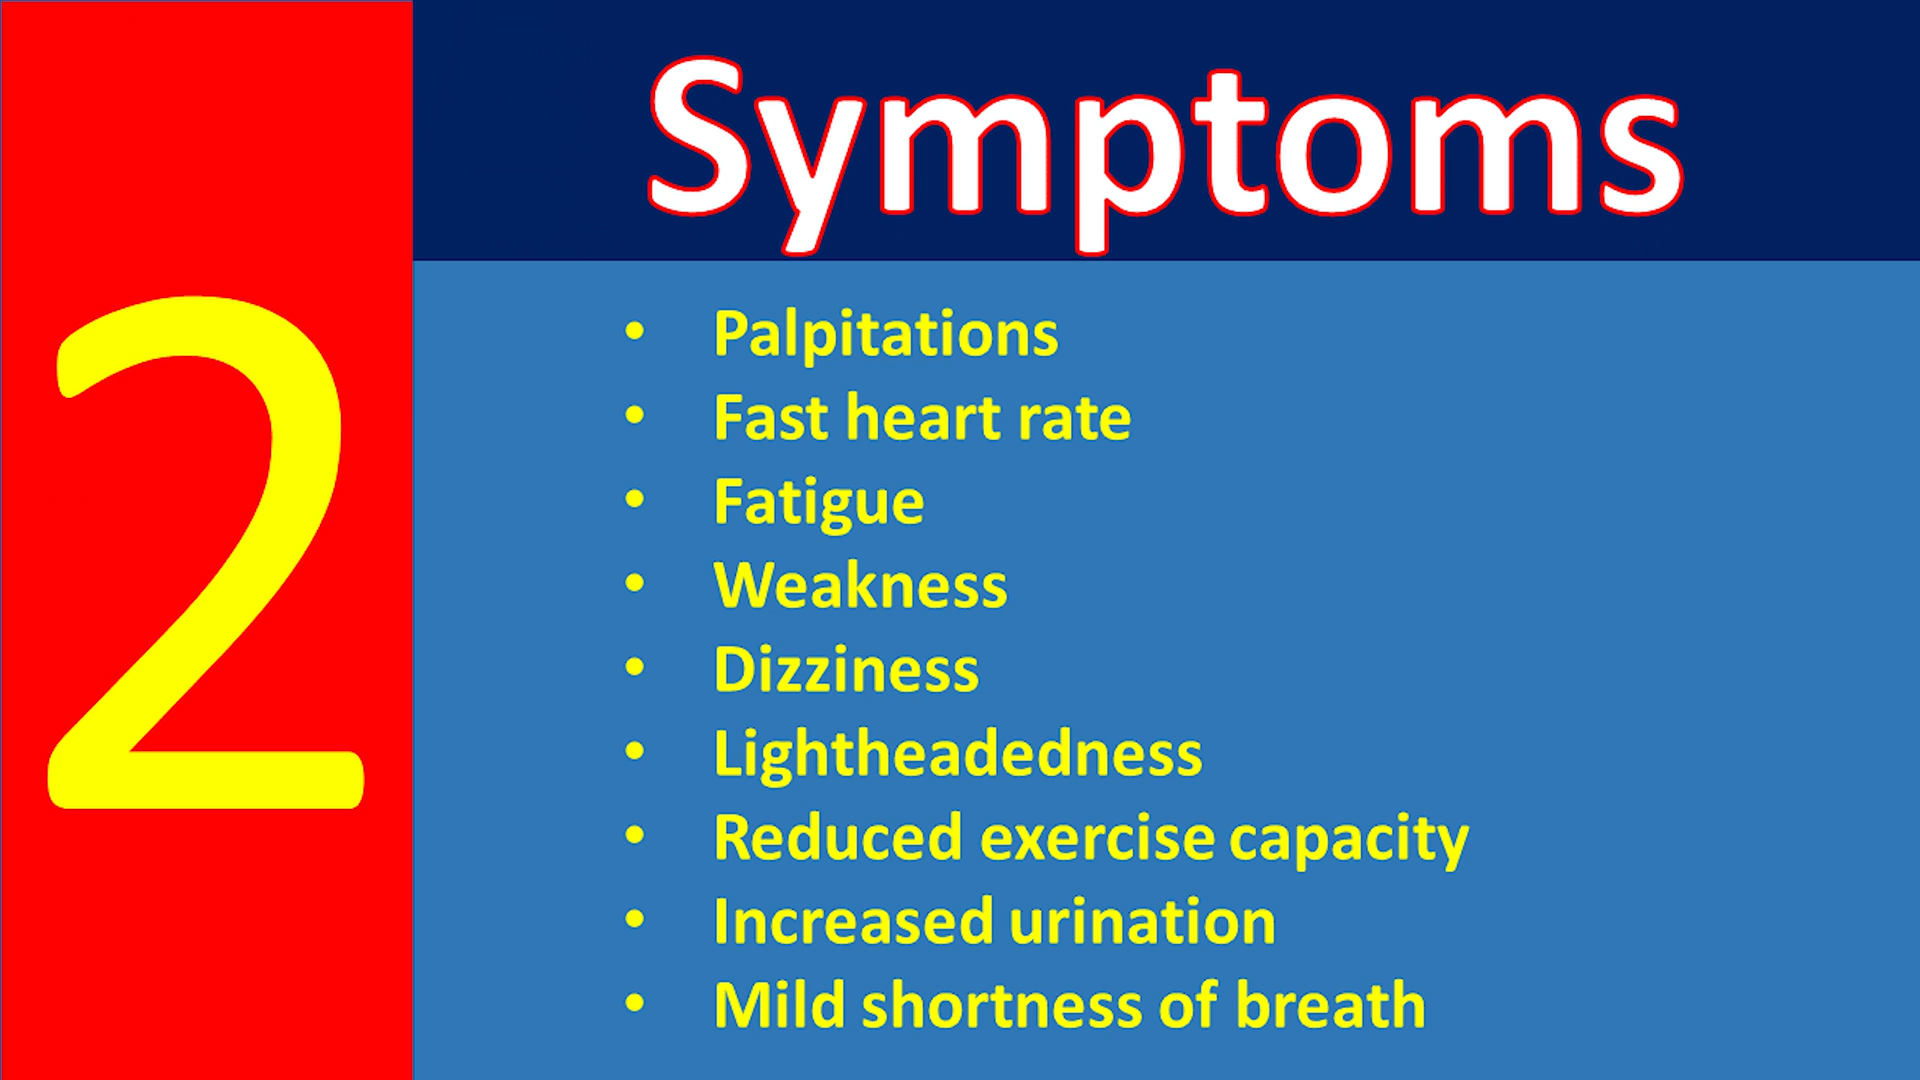 2
Symptoms
• Palpitations
• Fast heart rate
• Fatigue
• Weakness
• Dizziness
• Lightheadedness
• Reduced exercise capacity
• Increased urination
• Mild shortness of breath